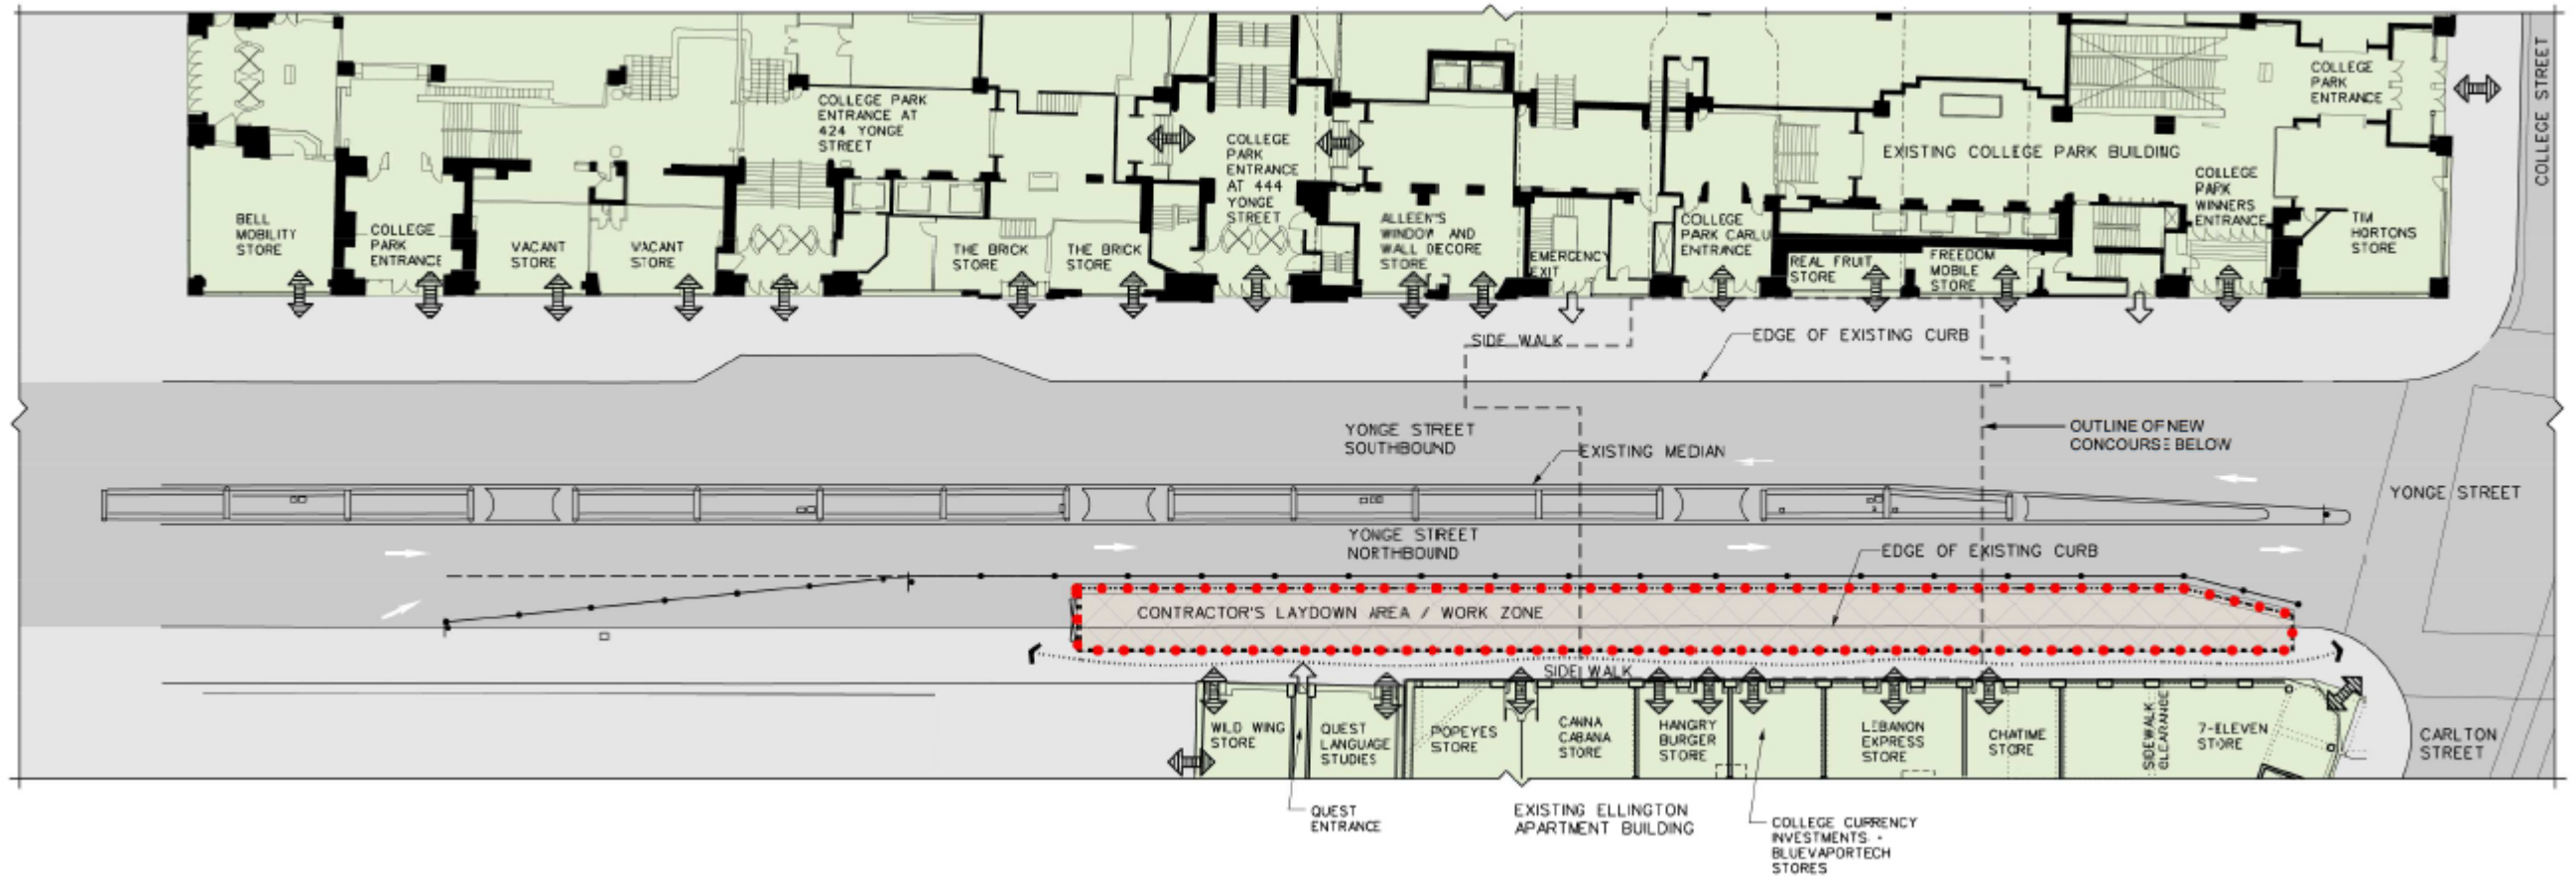 COLLEGE
PARK
ENTRANCE
COLLEGE STREET
COLLEGE PARK
ENTRANCE AT
424 YONGE
STREET
COLLEGE
PARK
ENTRANCE
AT 444
YONGE
STREET
EXISTING COLLEGE PARK BUILDING
COLLEGE
PARK
WINNERS
ENTRANCE
BELL
MOBILITY
STORE
COLLEGE
PARK
ENTRANCE
VACANT
STORE
VACANT
STORE
THE BRICK
STORE
THE BRICK
STORE
ALLEEN'S
WINDOW AND
WALL DECORE
STORE
EMERGENCY
EXIT
COLLEGE
PARK CARLU
ENTRANCE
REAL FRUIT
STORE
FREEDOM
MOBILE
STORE
TIM
HORTONS
STORE
SIDE WALK
EDGE OF EXISTING CURB
YONGE STREET
SOUTHBOUND
OUTLINE OF NEW
CONCOURSE BELOW
EXISTING MEDIAN
YONGE STREET
YONGE STREET
NORTHBOUND
EDGE OF EXISTING CURB
CONTRACTOR'S LAYDOWN AREA / WORK ZONE
SIDE WALK
WILD WING
STORE
QUEST
LANGUAGE
STUDIES
POPEYES
STORE
CANNA
CABANA
STORE
HANGRY
BURGER
STORE
LEBANON
EXPRESS
STORE
CHATIME
STORE
SIDEWALK
CLEARANCE
7-ELEVEN
STORE
CARLTON
STREET
QUEST
ENTRANCE
EXISTING ELLINGTON
APARTMENT BUILDING
COLLEGE CURRENCY
INVESTMENTS -
BLUEVAPORTECH
STORES